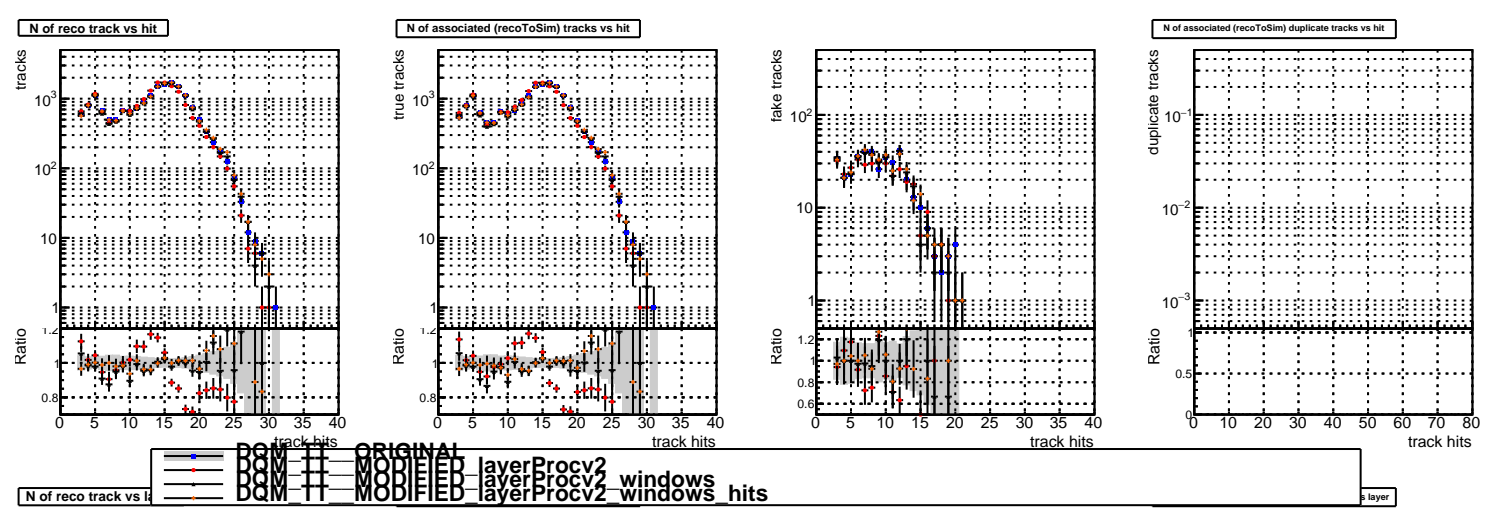 N of reco track vs hit
N of associated (recoToSim) tracks vs hit
N of associated (recoToSim) duplicate tracks vs hit
tracks
10³
10²
10
1
Ratio
1.2
0.8
0 5 10 15 20 25 30 35 40
track hits
true tracks
10³
10²
10
1
Ratio
1.2
0.8
0 5 10 15 20 25 30 35 40
track hits
fake tracks
10²
10
1
Ratio
1.2
1
0.8
0.6
0 5 10 15 20 25 30 35 40
track hits
duplicate tracks
10⁻¹
10⁻²
10⁻³
Ratio
1
0.5
0
0 10 20 30 40 50 60 70 80
track hits
DQM_TT__ORIGINAL
DQM_TT__MODIFIED_layerProcv2
DQM_TT__MODIFIED_layerProcv2_windows
DQM_TT__MODIFIED_layerProcv2_windows_hits
N of reco track vs
layer